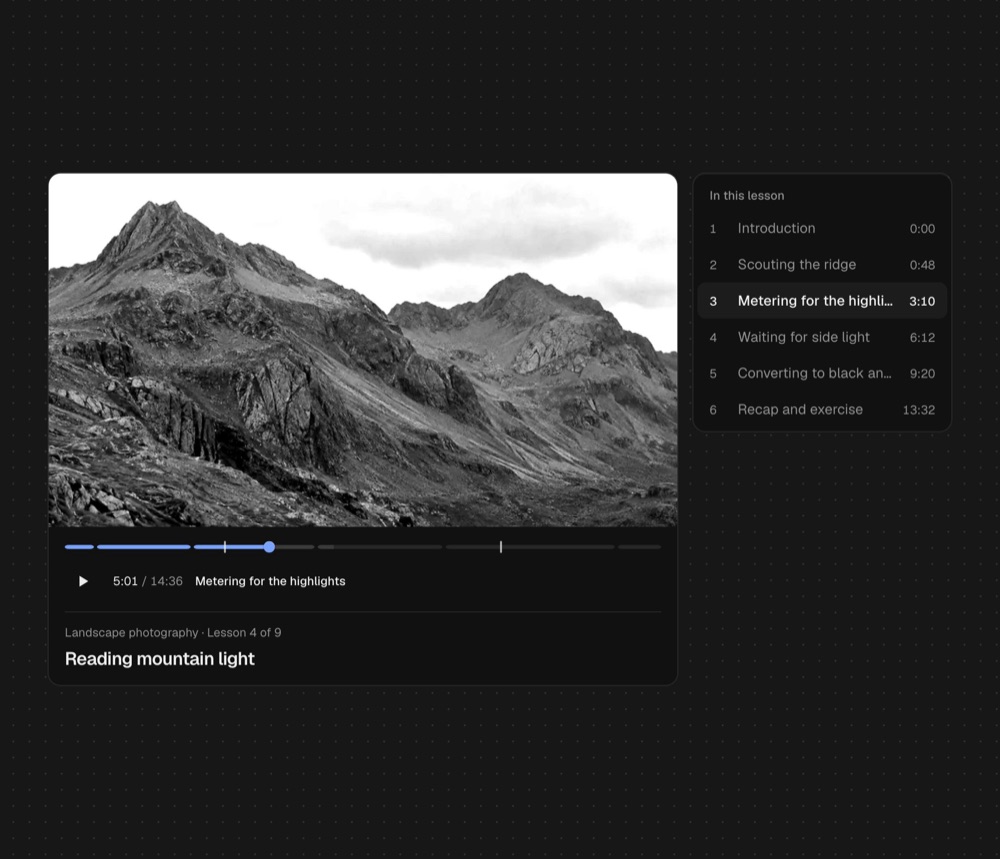 In this lesson
1 Introduction 0:00
2 Scouting the ridge 0:48
3 Metering for the highli... 3:10
4 Waiting for side light 6:12
5 Converting to black an... 9:20
6 Recap and exercise 13:32
5:01 / 14:36 Metering for the highlights
Landscape photography · Lesson 4 of 9
Reading mountain light